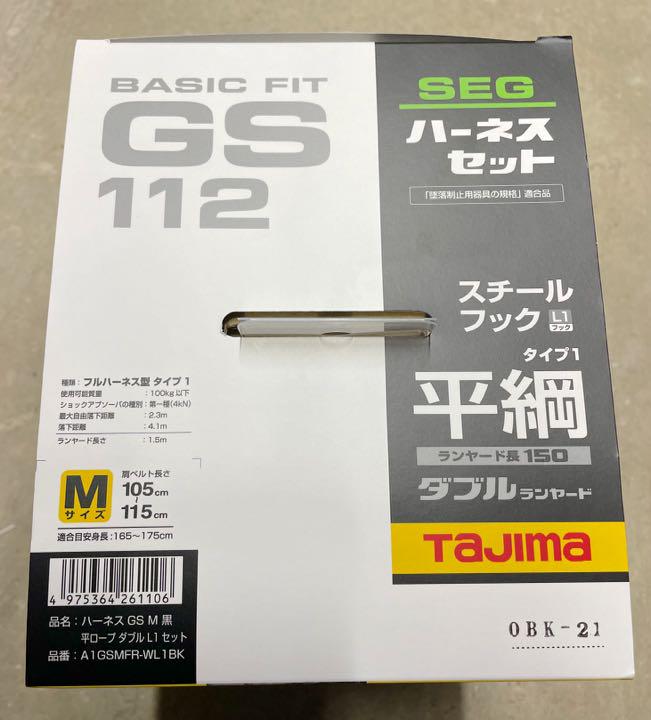 BASIC FIT
GS
112
SEG
ハーネス
セット
「墜落制止用器具の規格」適合品
スチール
フック L1 フック
タイプ1
平綱
ランヤード長 150
ダブル ランヤード
TaJIma
OBK-21
種類：フルハーネス型 タイプ 1
使用可能質量：100kg以下
ショックアブソーバの種別：第一種(4kN)
最大自由落下距離：2.3m
落下距離：4.1m
ランヤード長さ：1.5m
M サイズ
肩ベルト長さ
105cm
~
115cm
適合目安身長：165～175cm
4 975364 261106
品名：ハーネス GS M 黒
平ロープ ダブル L1 セット
品番：A1GSMFR-WL1BK